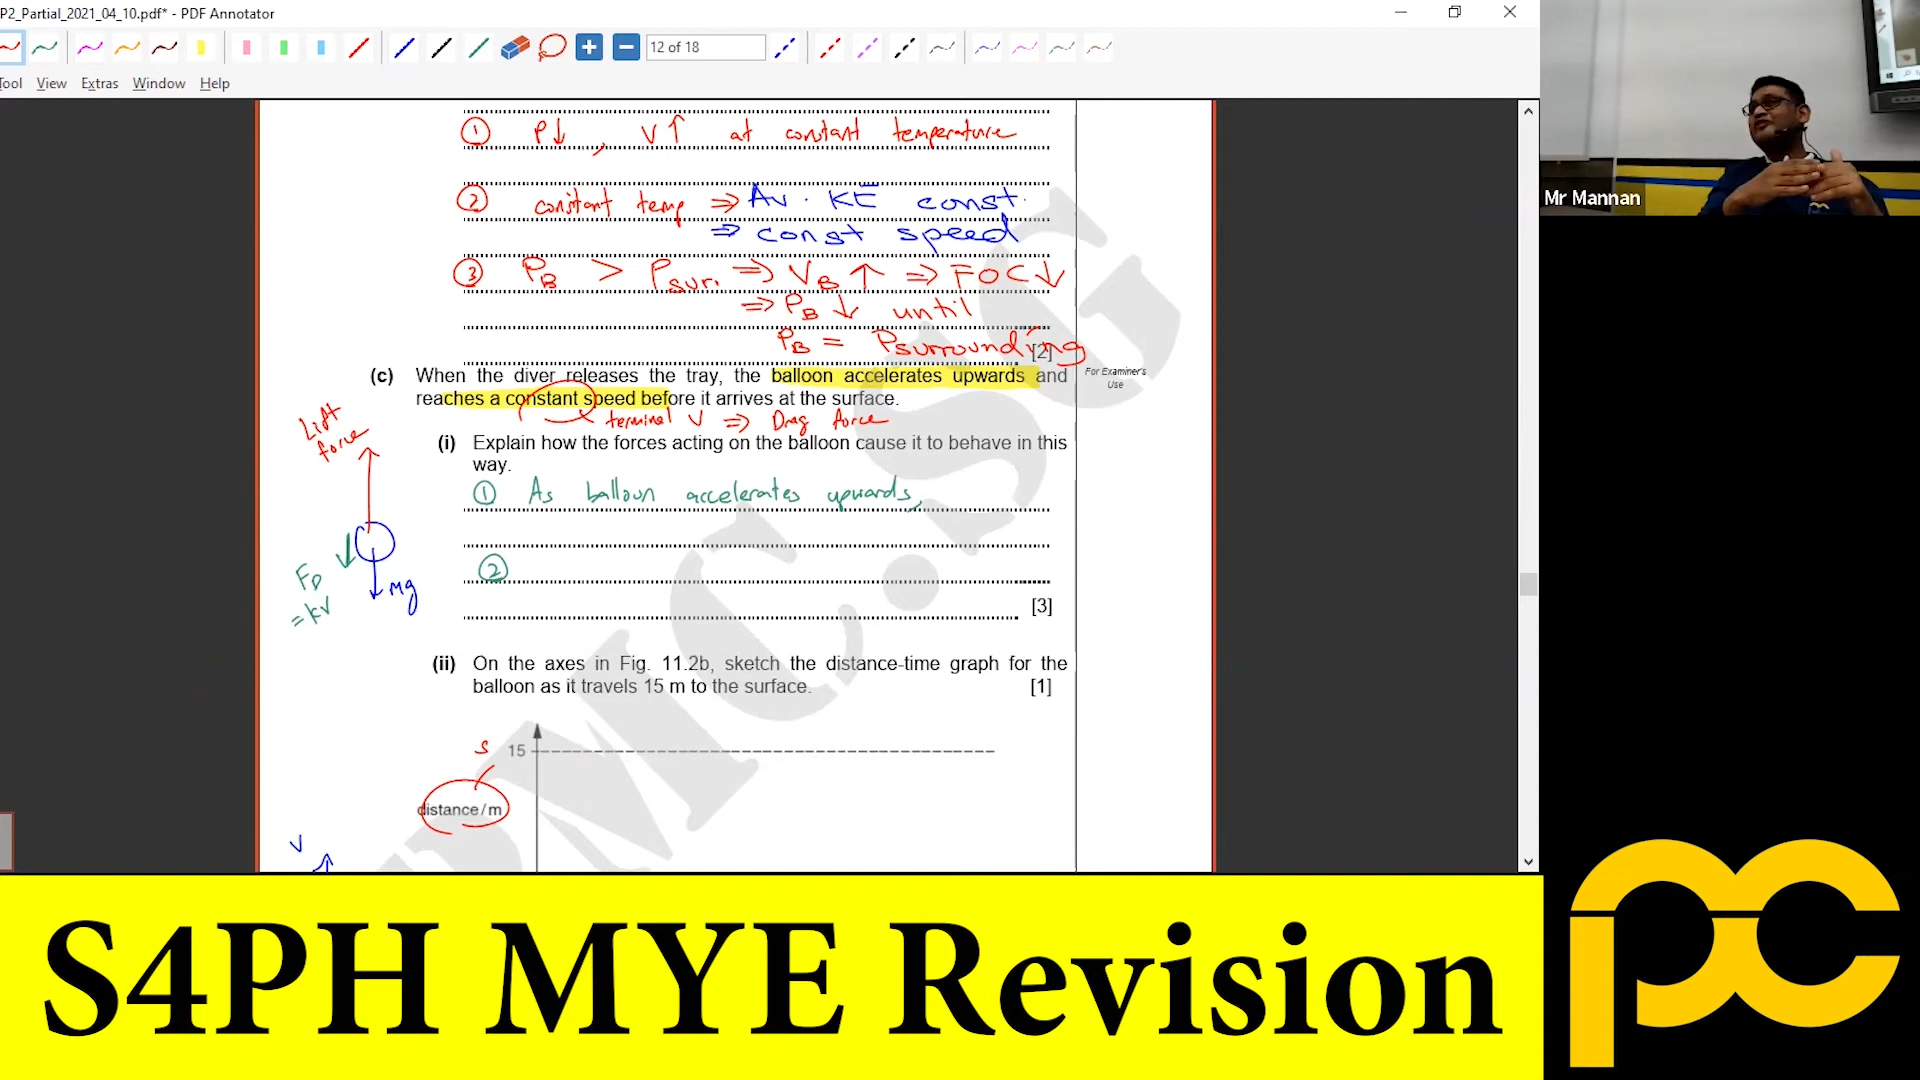 P2_Partial_2021_04_10.pdf* - PDF Annotator
12 of 18
Tool View Extras Window Help
① P↓, V↑ at constant temperature
② constant temp ⇒ Av. KE const.
⇒ const speed
③ PB > Psurr. ⇒ VB ↑ ⇒ FOC↓
⇒ PB ↓ until
PB = Psurrounding
[2]
(c) When the diver releases the tray, the balloon accelerates upwards and
reaches a constant speed before it arrives at the surface.
For Examiner's
Use
terminal V ⇒ Drag force
(i) Explain how the forces acting on the balloon cause it to behave in this
way.
① As balloon accelerates upwards,
②
[3]
Lift
force
FD
= kv
mg
(ii) On the axes in Fig. 11.2b, sketch the distance-time graph for the
balloon as it travels 15 m to the surface. [1]
s
15
distance/m
V
MC.SG
Mr Mannan
S4PH MYE Revision
pc